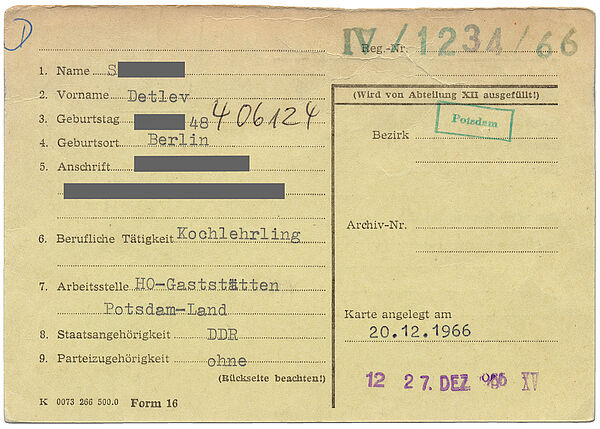 IV/1234/66
Reg.-Nr.
1. Name S
2. Vorname Detlev
3. Geburtstag 48 406124
4. Geburtsort Berlin
5. Anschrift
6. Berufliche Tätigkeit Kochlehrling
7. Arbeitsstelle HO-Gaststätten
Potsdam-Land
8. Staatsangehörigkeit DDR
9. Parteizugehörigkeit ohne
(Rückseite beachten!)
K 0073 266 500.0 Form 16
(Wird von Abteilung XII ausgefüllt!)
Bezirk Potsdam
Archiv-Nr.
Karte angelegt am
20.12.1966
12 27. DEZ XV